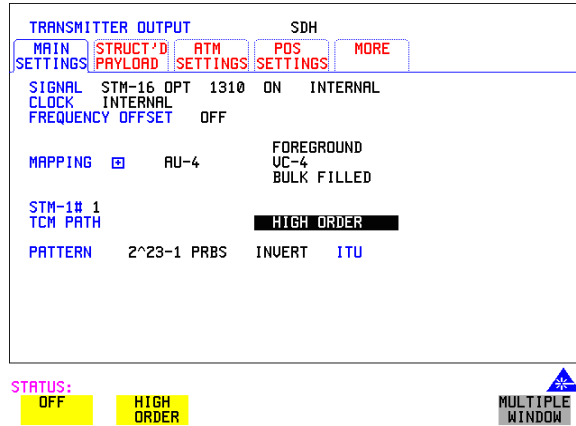 TRANSMITTER OUTPUT SDH
MAIN SETTINGS STRUCT'D PAYLOAD ATM SETTINGS POS SETTINGS MORE
SIGNAL STM-16 OPT 1310 ON INTERNAL
CLOCK INTERNAL
FREQUENCY OFFSET OFF
FOREGROUND
MAPPING + AU-4 VC-4
BULK FILLED
STM-1# 1
TCM PATH HIGH ORDER
PATTERN 2^23-1 PRBS INVERT ITU
STATUS:
OFF HIGH ORDER MULTIPLE WINDOW